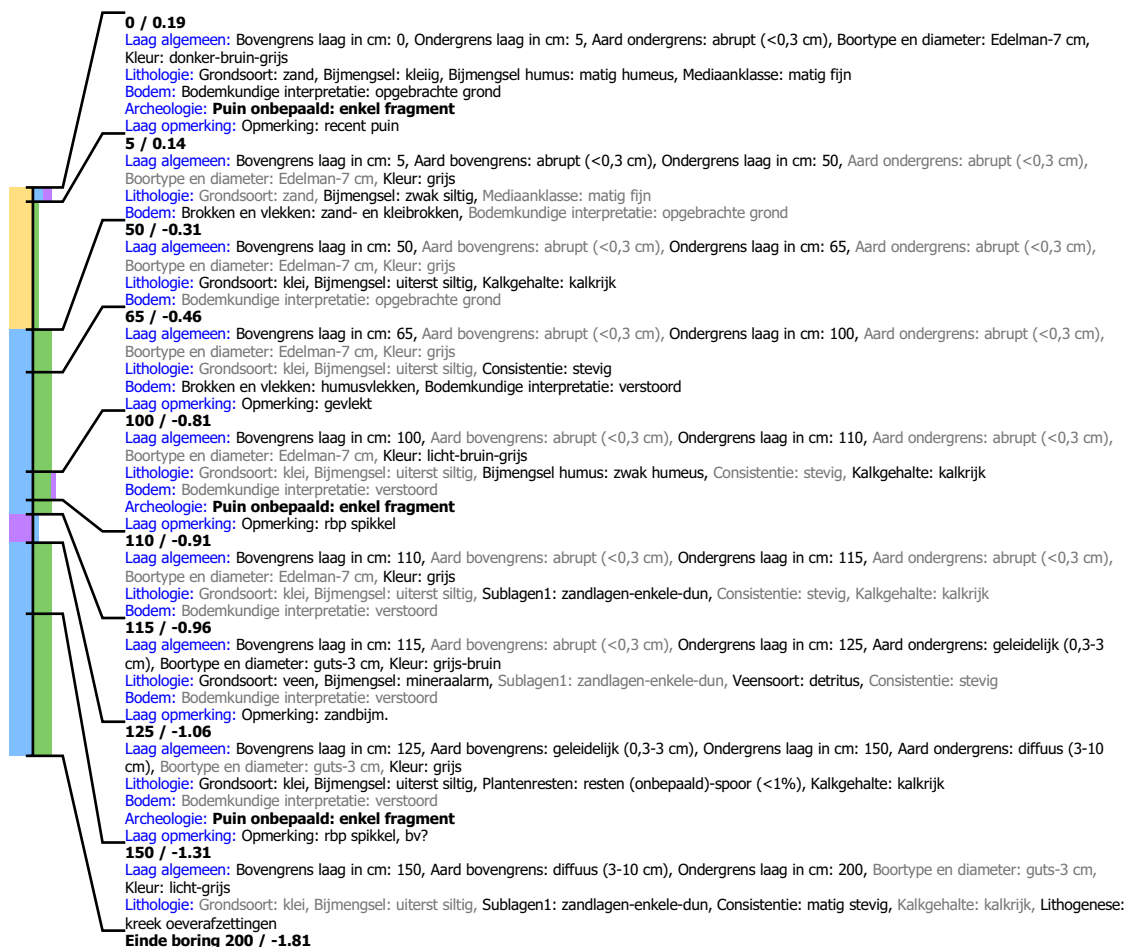 0 / 0.19
Laag algemeen: Bovengrens laag in cm: 0, Ondergrens laag in cm: 5, Aard ondergrens: abrupt (<0,3 cm), Boortype en diameter: Edelman-7 cm,
Kleur: donker-bruin-grijs
Lithologie: Grondsoort: zand, Bijmengsel: kleiig, Bijmengsel humus: matig humeus, Mediaanklasse: matig fijn
Bodem: Bodemkundige interpretatie: opgebrachte grond
Archeologie: Puin onbepaald: enkel fragment
Laag opmerking: Opmerking: recent puin
5 / 0.14
Laag algemeen: Bovengrens laag in cm: 5, Aard bovengrens: abrupt (<0,3 cm), Ondergrens laag in cm: 50, Aard ondergrens: abrupt (<0,3 cm),
Boortype en diameter: Edelman-7 cm, Kleur: grijs
Lithologie: Grondsoort: zand, Bijmengsel: zwak siltig, Mediaanklasse: matig fijn
Bodem: Brokken en vlekken: zand- en kleibrokken, Bodemkundige interpretatie: opgebrachte grond
50 / -0.31
Laag algemeen: Bovengrens laag in cm: 50, Aard bovengrens: abrupt (<0,3 cm), Ondergrens laag in cm: 65, Aard ondergrens: abrupt (<0,3 cm),
Boortype en diameter: Edelman-7 cm, Kleur: grijs
Lithologie: Grondsoort: klei, Bijmengsel: uiterst siltig, Kalkgehalte: kalkrijk
Bodem: Bodemkundige interpretatie: opgebrachte grond
65 / -0.46
Laag algemeen: Bovengrens laag in cm: 65, Aard bovengrens: abrupt (<0,3 cm), Ondergrens laag in cm: 100, Aard ondergrens: abrupt (<0,3 cm),
Boortype en diameter: Edelman-7 cm, Kleur: grijs
Lithologie: Grondsoort: klei, Bijmengsel: uiterst siltig, Consistentie: stevig
Bodem: Brokken en vlekken: humusvlekken, Bodemkundige interpretatie: verstoord
Laag opmerking: Opmerking: gevlekt
100 / -0.81
Laag algemeen: Bovengrens laag in cm: 100, Aard bovengrens: abrupt (<0,3 cm), Ondergrens laag in cm: 110, Aard ondergrens: abrupt (<0,3 cm),
Boortype en diameter: Edelman-7 cm, Kleur: licht-bruin-grijs
Lithologie: Grondsoort: klei, Bijmengsel: uiterst siltig, Bijmengsel humus: zwak humeus, Consistentie: stevig, Kalkgehalte: kalkrijk
Bodem: Bodemkundige interpretatie: verstoord
Archeologie: Puin onbepaald: enkel fragment
Laag opmerking: Opmerking: rbp spikkel
110 / -0.91
Laag algemeen: Bovengrens laag in cm: 110, Aard bovengrens: abrupt (<0,3 cm), Ondergrens laag in cm: 115, Aard ondergrens: abrupt (<0,3 cm),
Boortype en diameter: Edelman-7 cm, Kleur: grijs
Lithologie: Grondsoort: klei, Bijmengsel: uiterst siltig, Sublagen1: zandlagen-enkele-dun, Consistentie: stevig, Kalkgehalte: kalkrijk
Bodem: Bodemkundige interpretatie: verstoord
115 / -0.96
Laag algemeen: Bovengrens laag in cm: 115, Aard bovengrens: abrupt (<0,3 cm), Ondergrens laag in cm: 125, Aard ondergrens: geleidelijk (0,3-3
cm), Boortype en diameter: guts-3 cm, Kleur: grijs-bruin
Lithologie: Grondsoort: veen, Bijmengsel: mineraalarm, Sublagen1: zandlagen-enkele-dun, Veensoort: detritus, Consistentie: stevig
Bodem: Bodemkundige interpretatie: verstoord
Laag opmerking: Opmerking: zandbijm.
125 / -1.06
Laag algemeen: Bovengrens laag in cm: 125, Aard bovengrens: geleidelijk (0,3-3 cm), Ondergrens laag in cm: 150, Aard ondergrens: diffuus (3-10
cm), Boortype en diameter: guts-3 cm, Kleur: grijs
Lithologie: Grondsoort: klei, Bijmengsel: uiterst siltig, Plantenresten: resten (onbepaald)-spoor (<1%), Kalkgehalte: kalkrijk
Bodem: Bodemkundige interpretatie: verstoord
Archeologie: Puin onbepaald: enkel fragment
Laag opmerking: Opmerking: rbp spikkel, bv?
150 / -1.31
Laag algemeen: Bovengrens laag in cm: 150, Aard bovengrens: diffuus (3-10 cm), Ondergrens laag in cm: 200, Boortype en diameter: guts-3 cm,
Kleur: licht-grijs
Lithologie: Grondsoort: klei, Bijmengsel: uiterst siltig, Sublagen1: zandlagen-enkele-dun, Consistentie: matig stevig, Kalkgehalte: kalkrijk, Lithogenese:
kreek oeverafzettingen
Einde boring 200 / -1.81